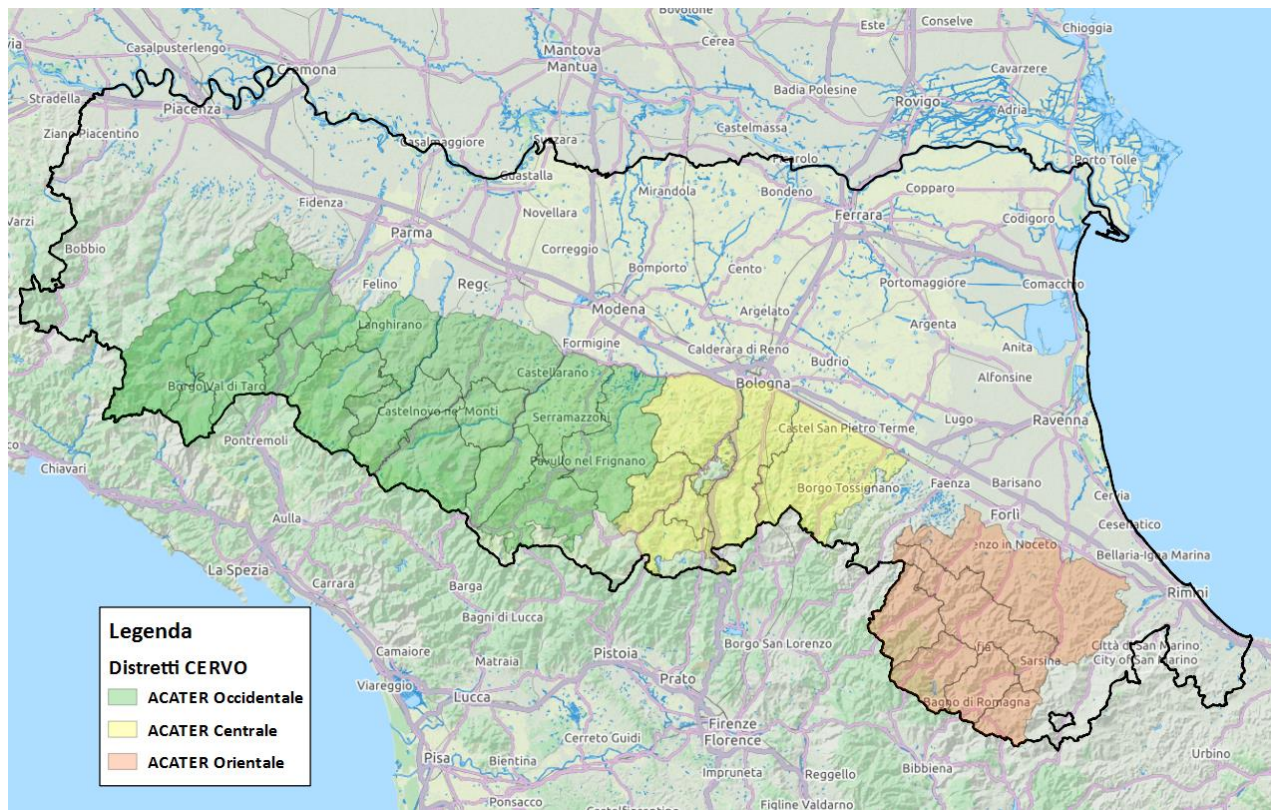 Bovolone
Este
Conselve
Chioggia
Casalpusterlengo
Mantova
Mantua
Cerea
Cremona
Cavarzere
Stradella
Piacenza
Badia Polesine
Rovigo
Adria
Ziano Piacentino
Casalmaggiore
Suzzara
Castelmassa
Porto Tolle
Guastalla
Mirandola
Bondeno
Copparo
Varzi
Fidenza
Novellara
Ferrara
Codigoro
Bobbio
Parma
Correggio
Bomporto
Cento
Portomaggiore
Comacchio
Felino
Regg
Modena
Argelato
Argenta
Langhirano
Formigine
Calderara di Reno
Budrio
Anita
Castellarano
Bologna
Alfonsine
Borgo Val di Taro
Castelnovo ne' Monti
Serramazzoni
Castel San Pietro Terme
Lugo
Ravenna
Pontremoli
Pavullo nel Frignano
Chiavari
Borgo Tossignano
Faenza
Barisano
Cervia
Aulla
Forlì
Cesenatico
La Spezia
Carrara
Barga
enzo in Noceto
Bellaria-Igea Marina
Massa
Bagni di Lucca
Rimini
Camaiore
Matraia
Pistoia
Borgo San Lorenzo
Sarsina
Città di San Marino
City of San Marino
Viareggio
Lucca
Prato
Bagno di Romagna
Firenze
Florence
Pisa
Bientina
Cerreto Guidi
Impruneta
Reggello
Bibbiena
Urbino
Ponsacco
Castelfiorentino
Figline Valdarno
Legenda
Distretti CERVO
ACATER Occidentale
ACATER Centrale
ACATER Orientale